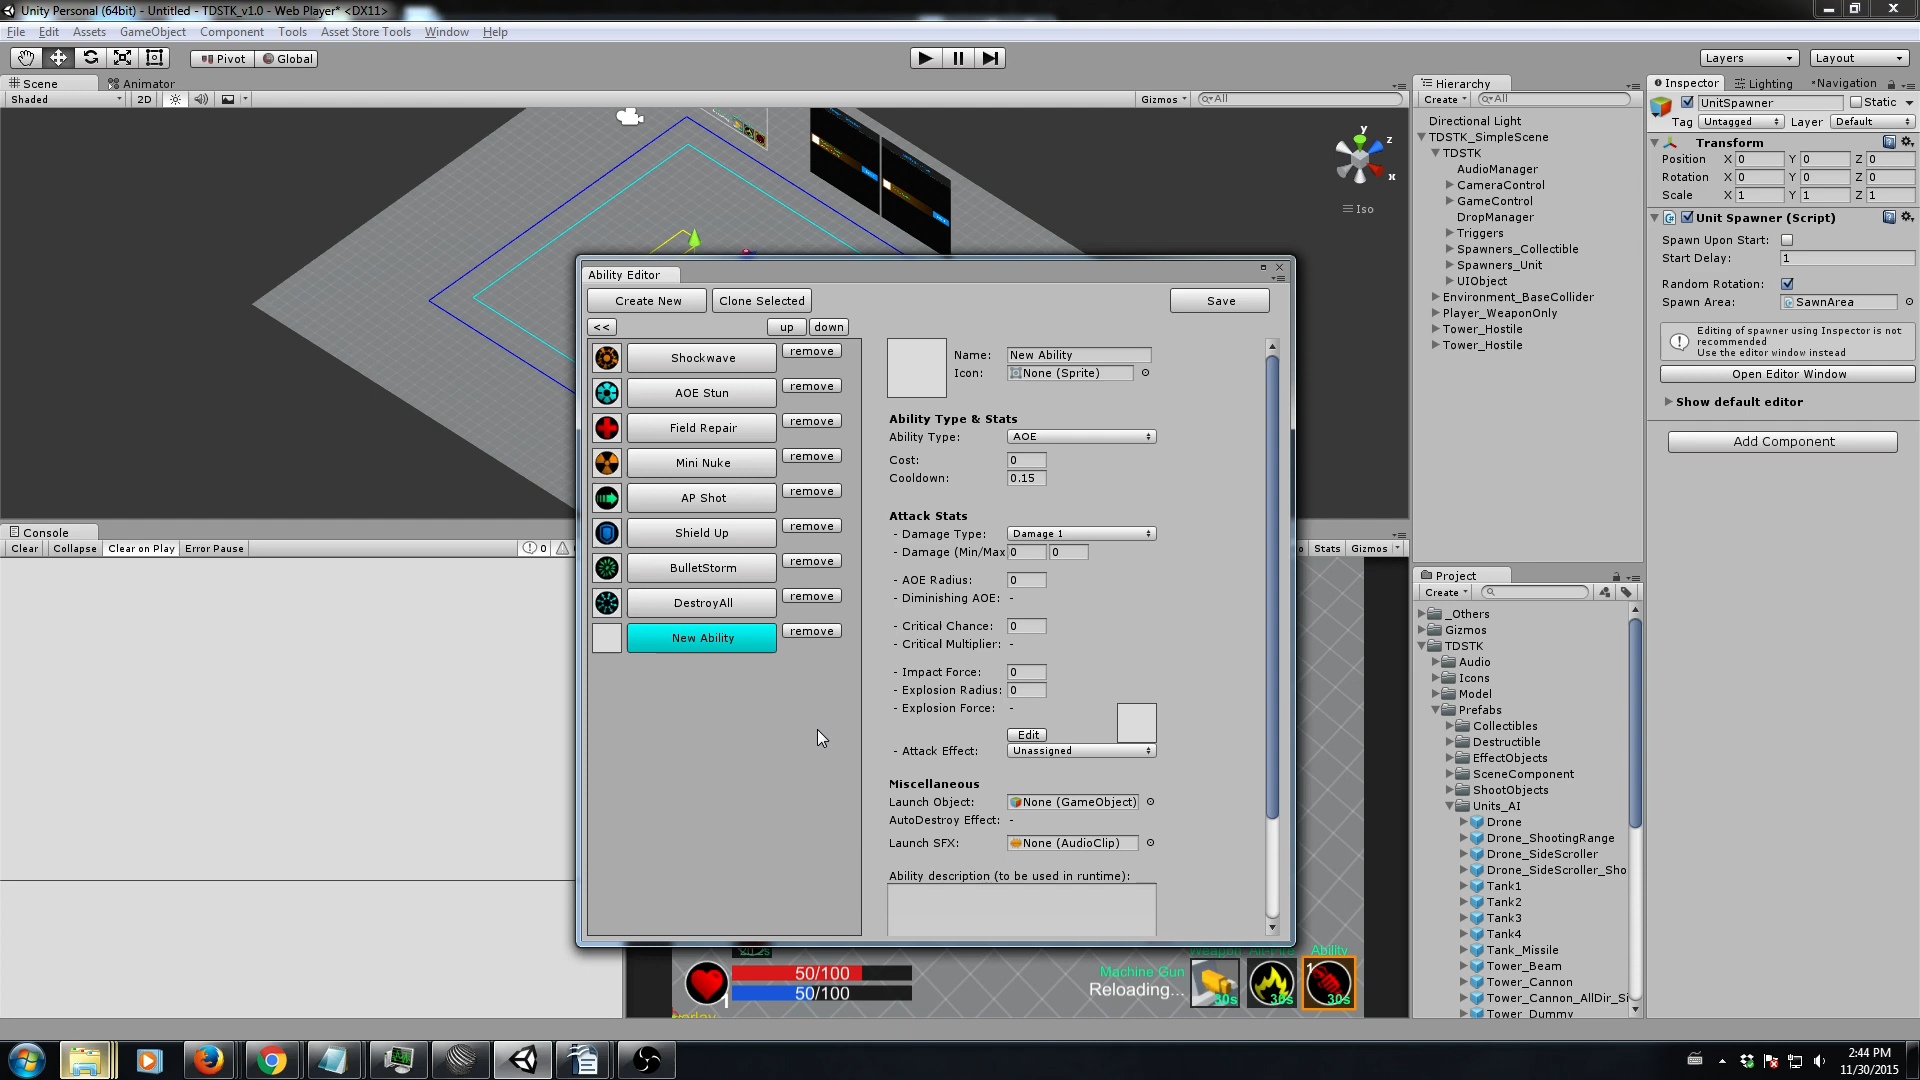 Unity Personal (64bit) - Untitled - TDSTK_v1.0 - Web Player* <DX11>
File Edit Assets GameObject Component Tools Asset Store Tools Window Help
Pivot Global Layers Layout
Scene Animator
Shaded 2D Gizmos All
y
z
x
Iso
Hierarchy
Create All
Directional Light
TDSTK_SimpleScene
TDSTK
AudioManager
CameraControl
GameControl
DropManager
Triggers
Spawners_Collectible
Spawners_Unit
UIObject
Environment_BaseCollider
Player_WeaponOnly
Tower_Hostile
Tower_Hostile
Inspector Lighting *Navigation
UnitSpawner Static
Tag Untagged Layer Default
Transform
Position X 0 Y 0 Z 0
Rotation X 0 Y 0 Z 0
Scale X 1 Y 1 Z 1
Unit Spawner (Script)
Spawn Upon Start:
Start Delay: 1
Random Rotation:
Spawn Area: SawnArea
Editing of spawner using Inspector is not
recommended
Use the editor window instead
Open Editor Window
Show default editor
Add Component
Ability Editor
Create New Clone Selected Save
<< up down
Shockwave remove
AOE Stun remove
Field Repair remove
Mini Nuke remove
AP Shot remove
Shield Up remove
BulletStorm remove
DestroyAll remove
New Ability remove
Name: New Ability
Icon: None (Sprite)
Ability Type & Stats
Ability Type: AOE
Cost: 0
Cooldown: 0.15
Attack Stats
- Damage Type: Damage 1
- Damage (Min/Max 0 0
- AOE Radius: 0
- Diminishing AOE: -
- Critical Chance: 0
- Critical Multiplier: -
- Impact Force: 0
- Explosion Radius: 0
- Explosion Force: -
Edit
- Attack Effect: Unassigned
Miscellaneous
Launch Object: None (GameObject)
AutoDestroy Effect: -
Launch SFX: None (AudioClip)
Ability description (to be used in runtime):
Console
Clear Collapse Clear on Play Error Pause 0
Stats Gizmos
Project
Create
_Others
Gizmos
TDSTK
Audio
Icons
Model
Prefabs
Collectibles
Destructible
EffectObjects
SceneComponent
ShootObjects
Units_AI
Drone
Drone_ShootingRange
Drone_SideScroller
Drone_SideScroller_Sho
Tank1
Tank2
Tank3
Tank4
Tank_Missile
Tower_Beam
Tower_Cannon
Tower_Cannon_AllDir_Si
Tower_Dummy
Weapon Ability
50/100
50/100
1
Machine Gun
Reloading...
30s
30s
1
30s
2:44 PM
11/30/2015